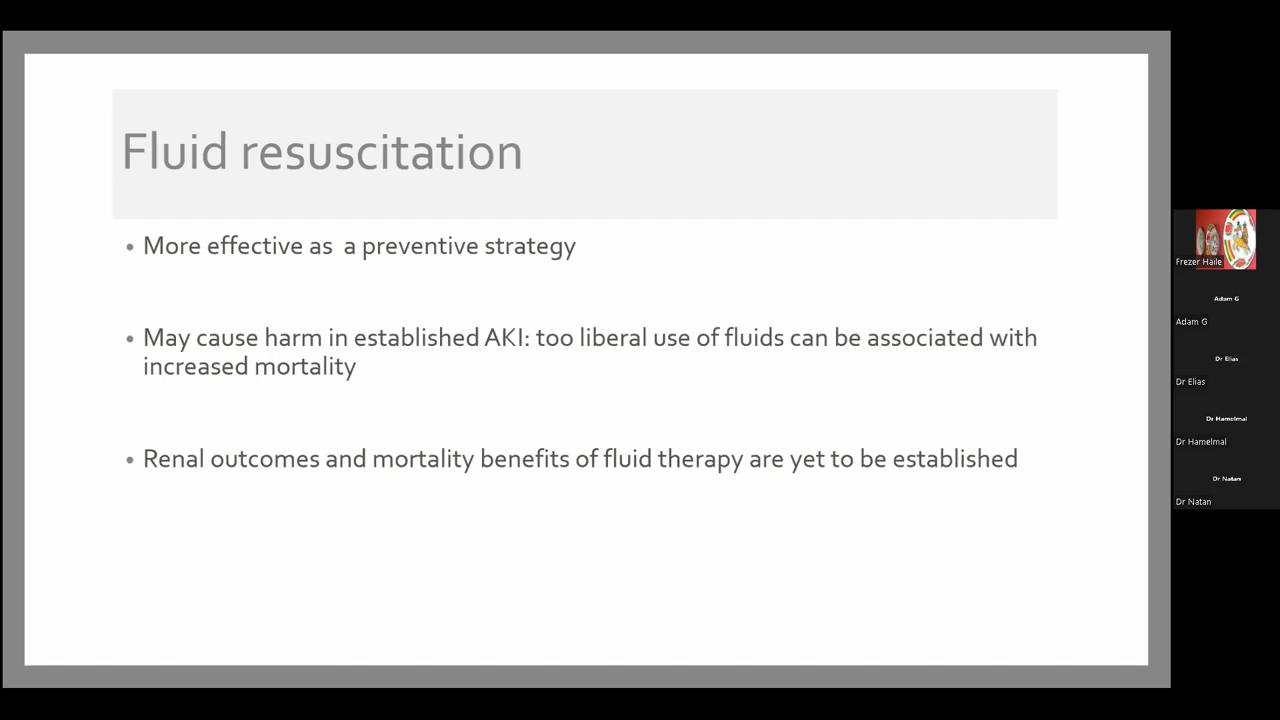 Fluid resuscitation
• More effective as  a preventive strategy
• May cause harm in established AKI: too liberal use of fluids can be associated with
increased mortality
• Renal outcomes and mortality benefits of fluid therapy are yet to be established
Frezer Haile
Adam G
Adam G
Dr Elias
Dr Elias
Dr Hamelmal
Dr Hamelmal
Dr Natan
Dr Natan